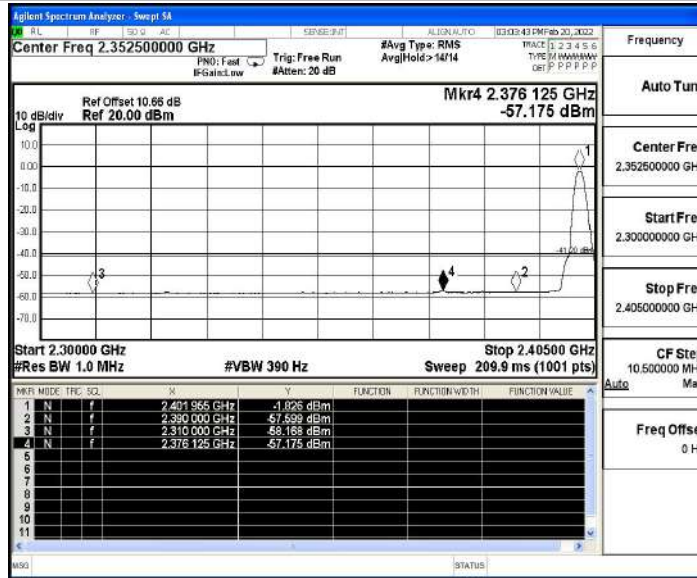 Agilent Spectrum Analyzer - Swept SA
RL RF 50 Ω AC SENSE:INT ALIGN AUTO 03:03:43 PM Feb 20, 2022
Center Freq 2.352500000 GHz
PNO: Fast
IFGain:Low
Trig: Free Run
#Atten: 20 dB
#Avg Type: RMS
Avg|Hold:> 14/14
TRACE 1 2 3 4 5 6
TYPE
DET P P P P P P
Ref Offset 10.66 dB
Ref 20.00 dBm
10 dB/div
Log
Mkr4 2.376 125 GHz
-57.175 dBm
10.0
0.00
-10.0
-20.0
-30.0
-40.0
-50.0
-60.0
-70.0
1
2
3
4
-41.20 dBm
Start 2.30000 GHz
Stop 2.40500 GHz
#Res BW 1.0 MHz
#VBW 390 Hz
Sweep 209.9 ms (1001 pts)
MKR MODE TRC SCL X Y FUNCTION FUNCTION WIDTH FUNCTION VALUE
1 N f 2.401 965 GHz -1.826 dBm
2 N f 2.390 000 GHz -57.599 dBm
3 N f 2.310 000 GHz -58.168 dBm
4 N f 2.376 125 GHz -57.175 dBm
5
6
7
8
9
10
11
MSG
STATUS
Frequency
Auto Tun
Center Fre
2.352500000 GH
Start Fre
2.300000000 GH
Stop Fre
2.405000000 GH
CF Ste
10.500000 MH
Auto Ma
Freq Offse
0 H